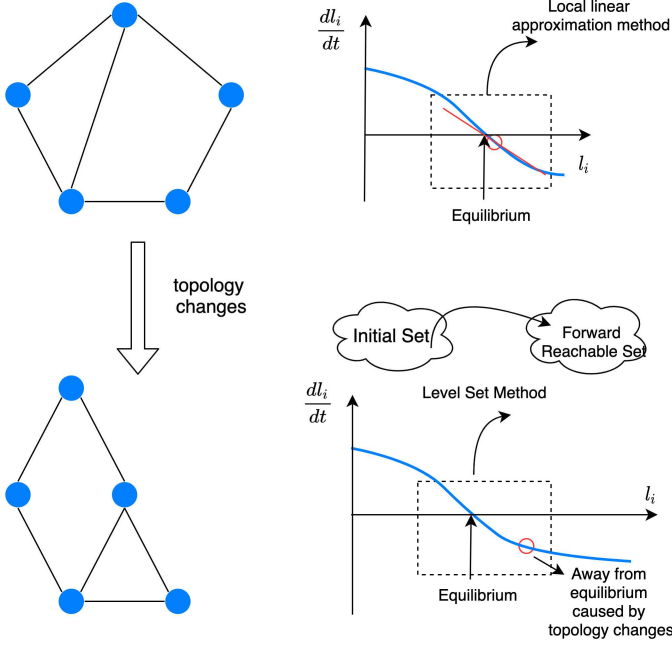 dl_i
dt
Local linear
approximation method
l_i
Equilibrium
topology
changes
Initial Set
Forward
Reachable Set
dl_i
dt
Level Set Method
l_i
Equilibrium
Away from
equilibrium
caused by
topology changes